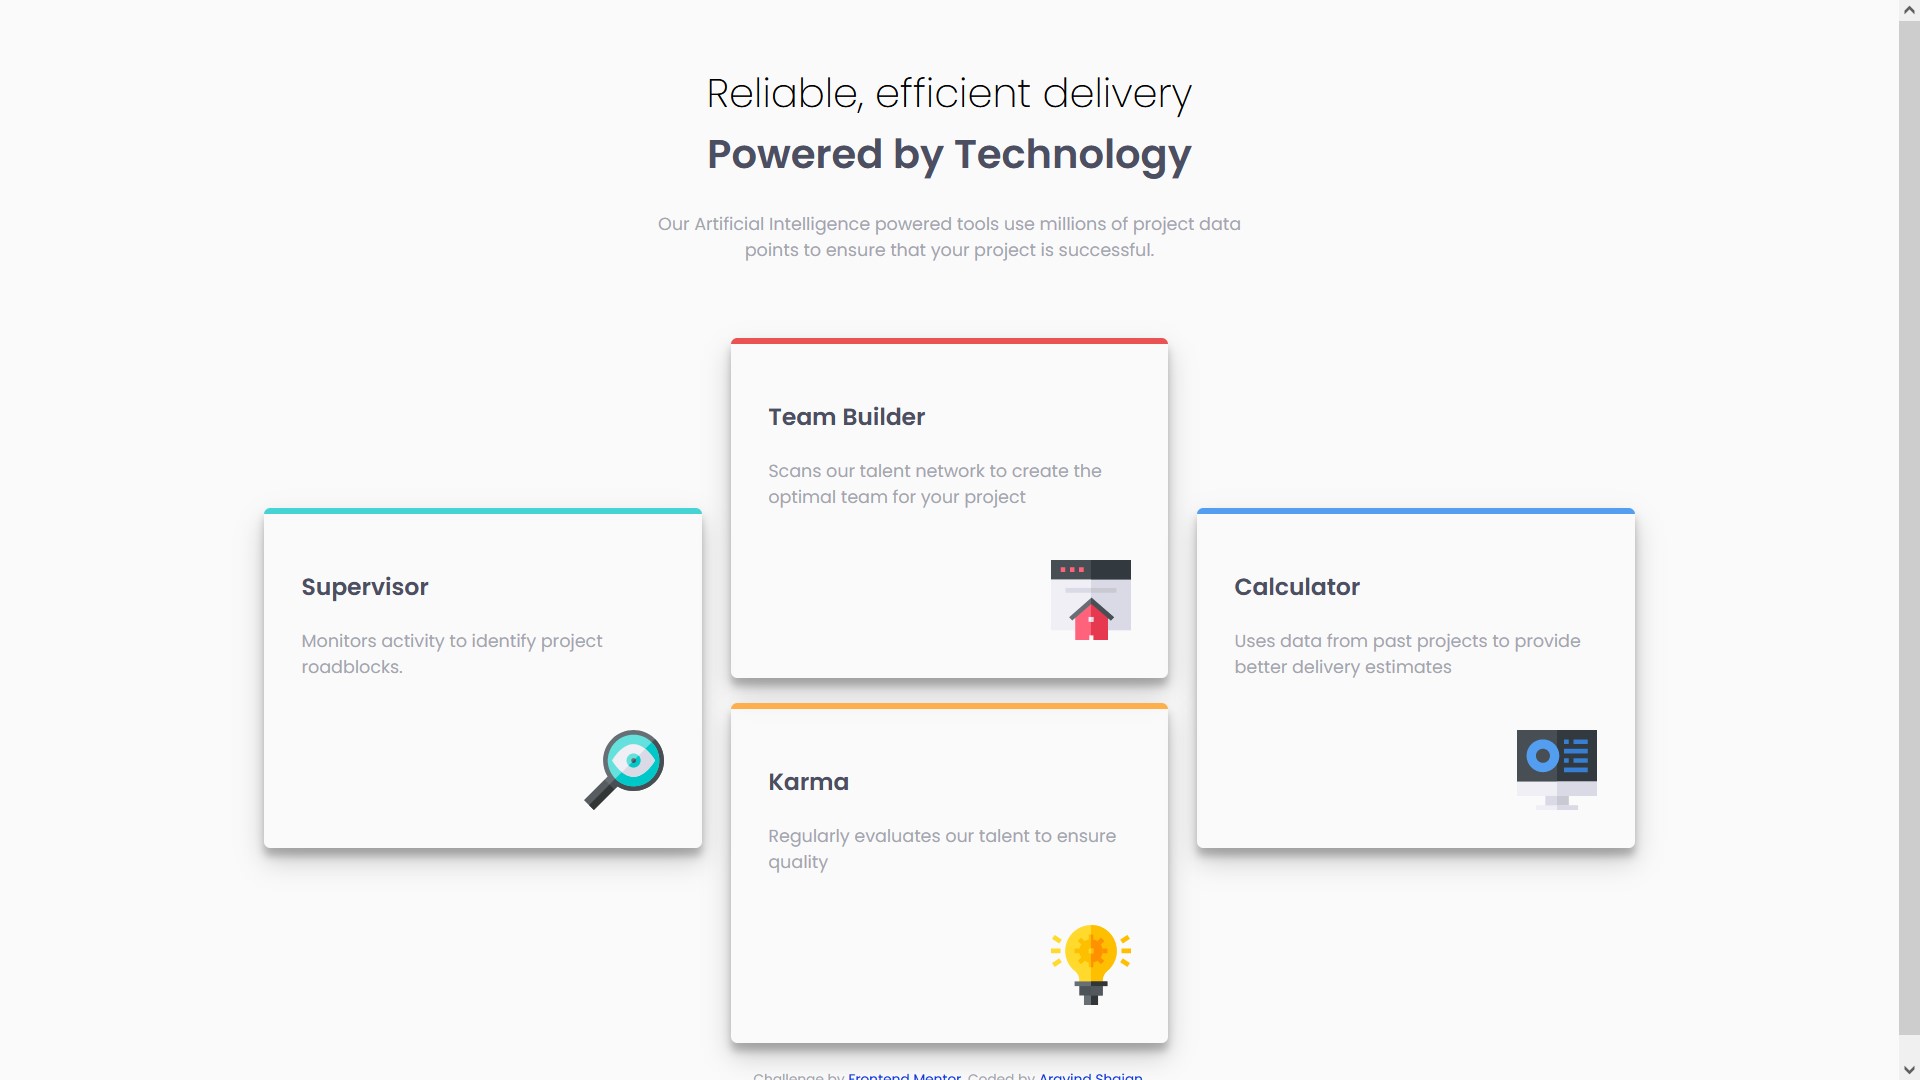 Reliable, efficient delivery
Powered by Technology
Our Artificial Intelligence powered tools use millions of project data
points to ensure that your project is successful.
Team Builder
Scans our talent network to create the
optimal team for your project
Supervisor
Monitors activity to identify project
roadblocks.
Calculator
Uses data from past projects to provide
better delivery estimates
Karma
Regularly evaluates our talent to ensure
quality
Challenge by Frontend Mentor. Coded by Aravind Shajan.